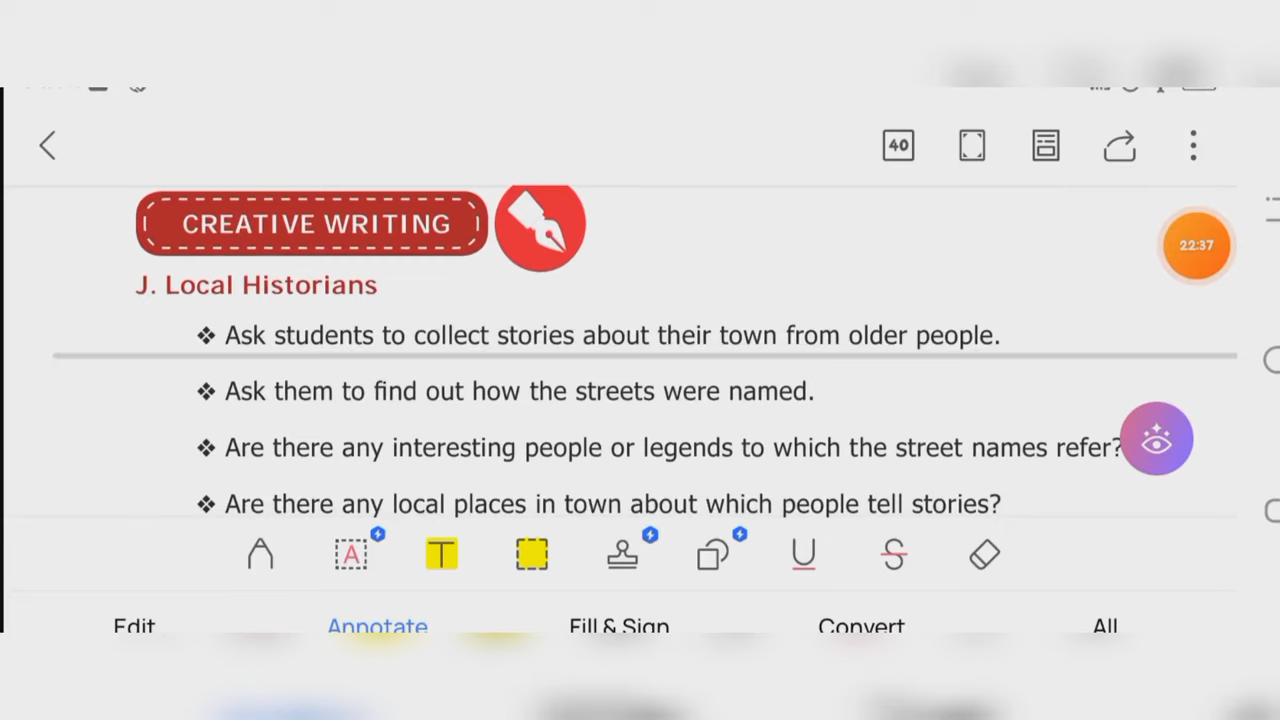 40
CREATIVE WRITING
22:37
J. Local Historians
❖ Ask students to collect stories about their town from older people.
❖ Ask them to find out how the streets were named.
❖ Are there any interesting people or legends to which the street names refer?
❖ Are there any local places in town about which people tell stories?
A T U S
Edit Annotate Fill & Sign Convert All